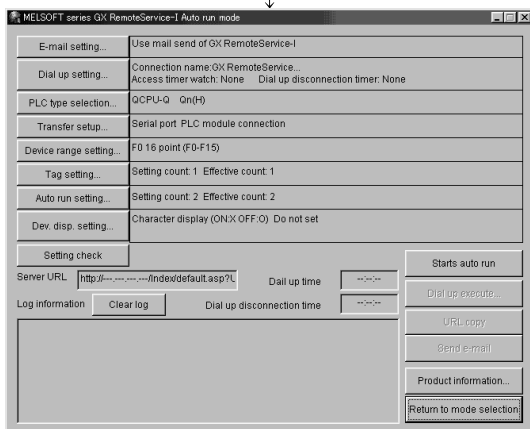 MELSOFT series GX RemoteService-I Auto run mode
E-mail setting... Use mail send of GX RemoteService-I
Dial up setting... Connection name:GX RemoteService...
Access timer watch: None Dial up disconnection timer: None
PLC type selection... QCPU-Q Qn(H)
Transfer setup... Serial port PLC module connection
Device range setting... F0 16 point (F0-F15)
Tag setting... Setting count: 1 Effective count: 1
Auto run setting... Setting count: 2 Effective count: 2
Dev. disp. setting... Character display (ON:X OFF:O) Do not set
Setting check
Starts auto run
Server URL http://---.---.---.---/Index/default.asp?U Dail up time --:--:--
Dial up execute...
Log information Clear log Dial up disconnection time --:--:--
URL copy
Send e-mail
Product information...
Return to mode selection